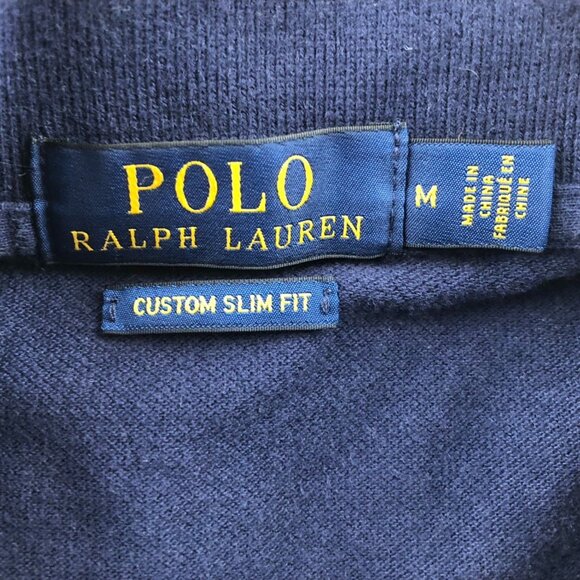 POLO
RALPH LAUREN
M
MADE IN
CHINA
FABRIQUÉ EN
CHINE
CUSTOM SLIM FIT